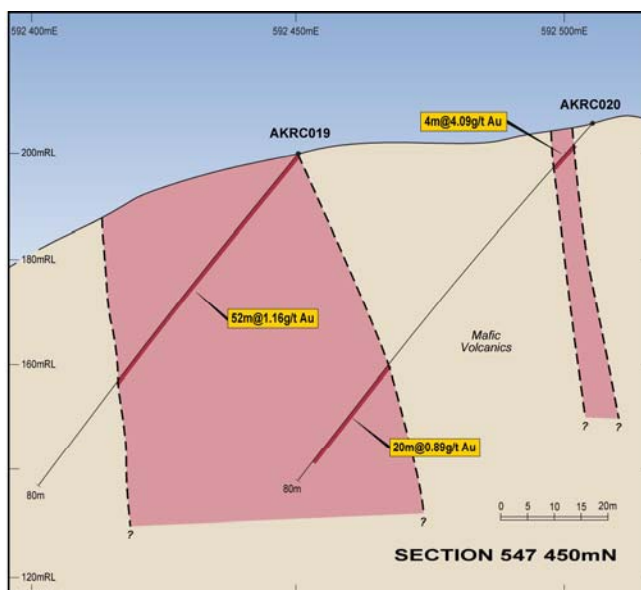 592 400mE
592 450mE
592 500mE
AKRC020
4m@4.09g/t Au
AKRC019
200mRL
180mRL
52m@1.16g/t Au
Mafic
Volcanics
160mRL
?
?
20m@0.89g/t Au
80m
80m
0 5 10 15 20m
?
?
SECTION 547 450mN
120mRL